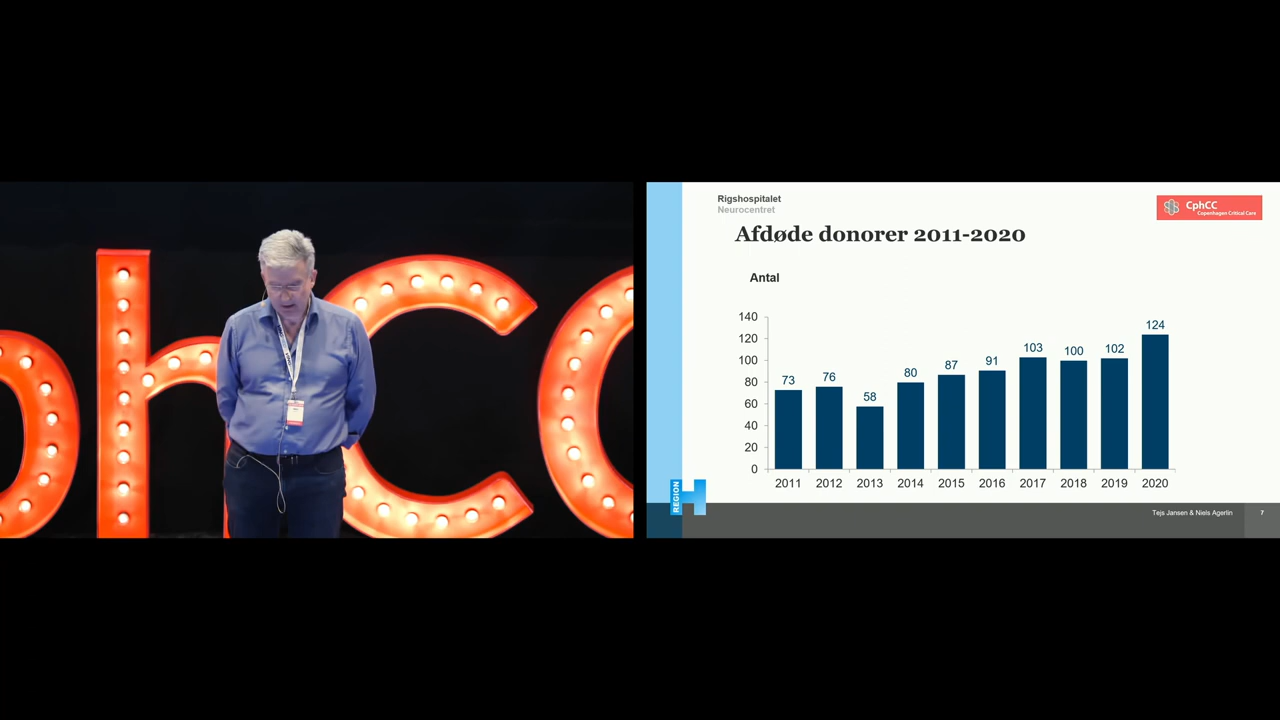 phCC
Rigshospitalet
Neurocentret
CphCC
Copenhagen Critical Care
Afdøde donorer 2011-2020
Antal
140
120
100
80
60
40
20
0
73
76
58
80
87
91
103
100
102
124
2011 2012 2013 2014 2015 2016 2017 2018 2019 2020
REGION
Tejs Jansen & Niels Agerlin 7